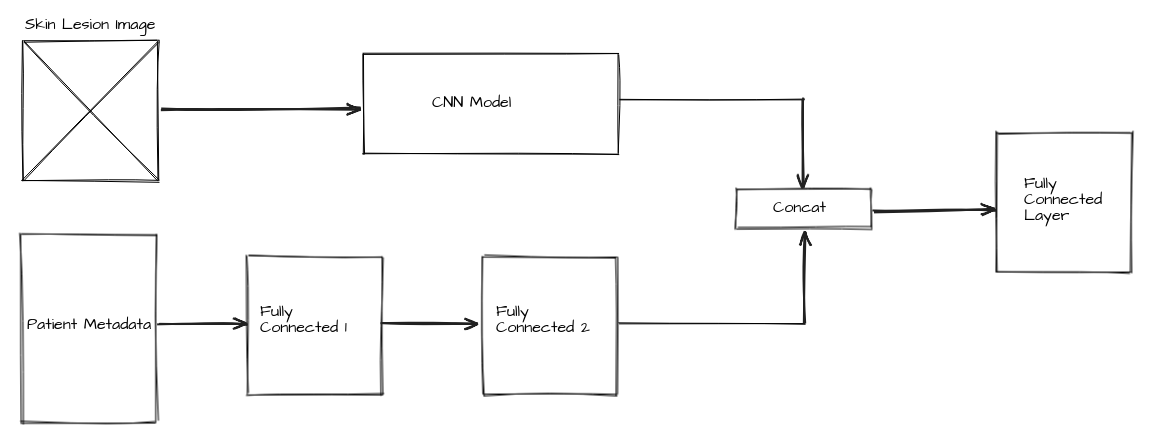 Skin Lesion Image
CNN Model
Concat
Fully
Connected
Layer
Patient Metadata
Fully
Connected 1
Fully
Connected 2